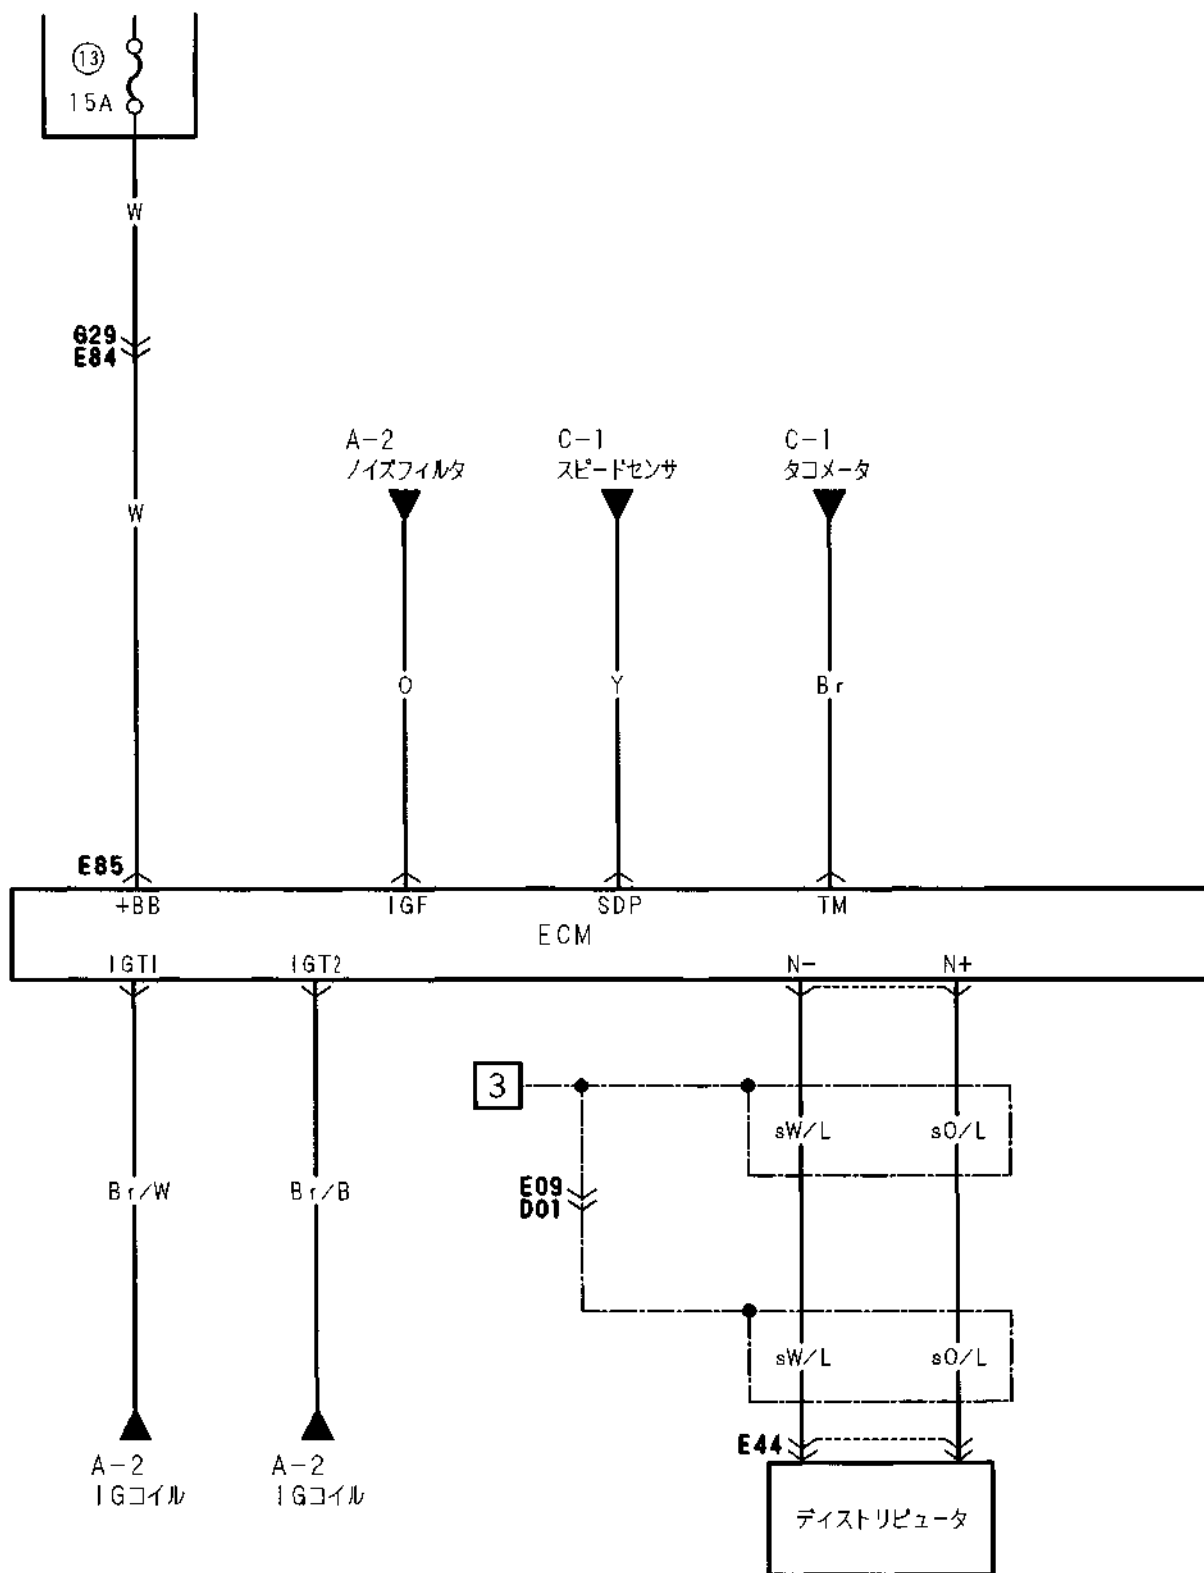 13
15A
W
G29
E84
A-2
ノイズフィルタ
C-1
スピードセンサ
C-1
タコメータ
W
O
Y
Br
E85
+BB
IGF
SDP
TM
ECM
IGT1
IGT2
N-
N+
3
sW/L
sO/L
Br/W
Br/B
E09
D01
sW/L
sO/L
E44
A-2
IGコイル
A-2
IGコイル
ディストリビュータ